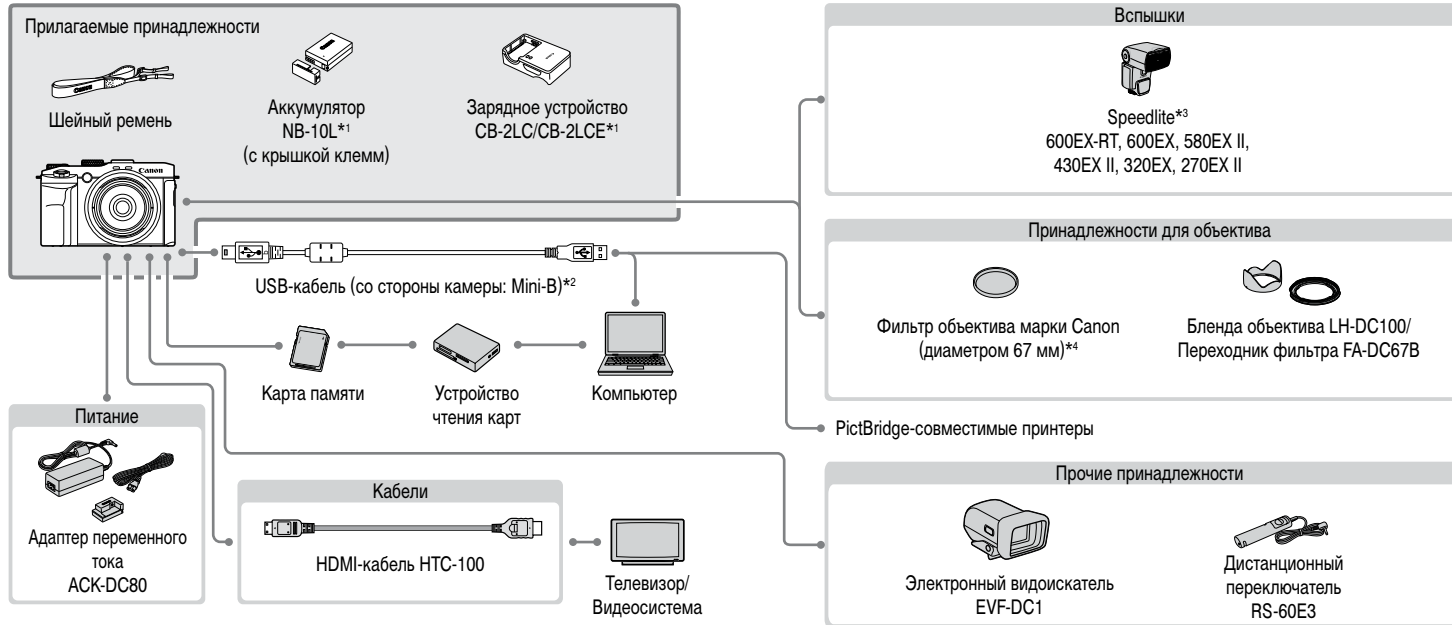 Прилагаемые принадлежности
Canon
Шейный ремень
Аккумулятор
NB-10L*1
(с крышкой клемм)
Зарядное устройство
CB-2LC/CB-2LCE*1
Canon
USB-кабель (со стороны камеры: Mini-B)*2
Карта памяти
Устройство
чтения карт
Компьютер
Питание
Адаптер переменного
тока
ACK-DC80
Кабели
HDMI-кабель HTC-100
Телевизор/
Видеосистема
Вспышки
Speedlite*3
600EX-RT, 600EX, 580EX II,
430EX II, 320EX, 270EX II
Принадлежности для объектива
Фильтр объектива марки Canon
(диаметром 67 мм)*4
Бленда объектива LH-DC100/
Переходник фильтра FA-DC67B
PictBridge-совместимые принтеры
Прочие принадлежности
Электронный видоискатель
EVF-DC1
Дистанционный
переключатель
RS-60E3